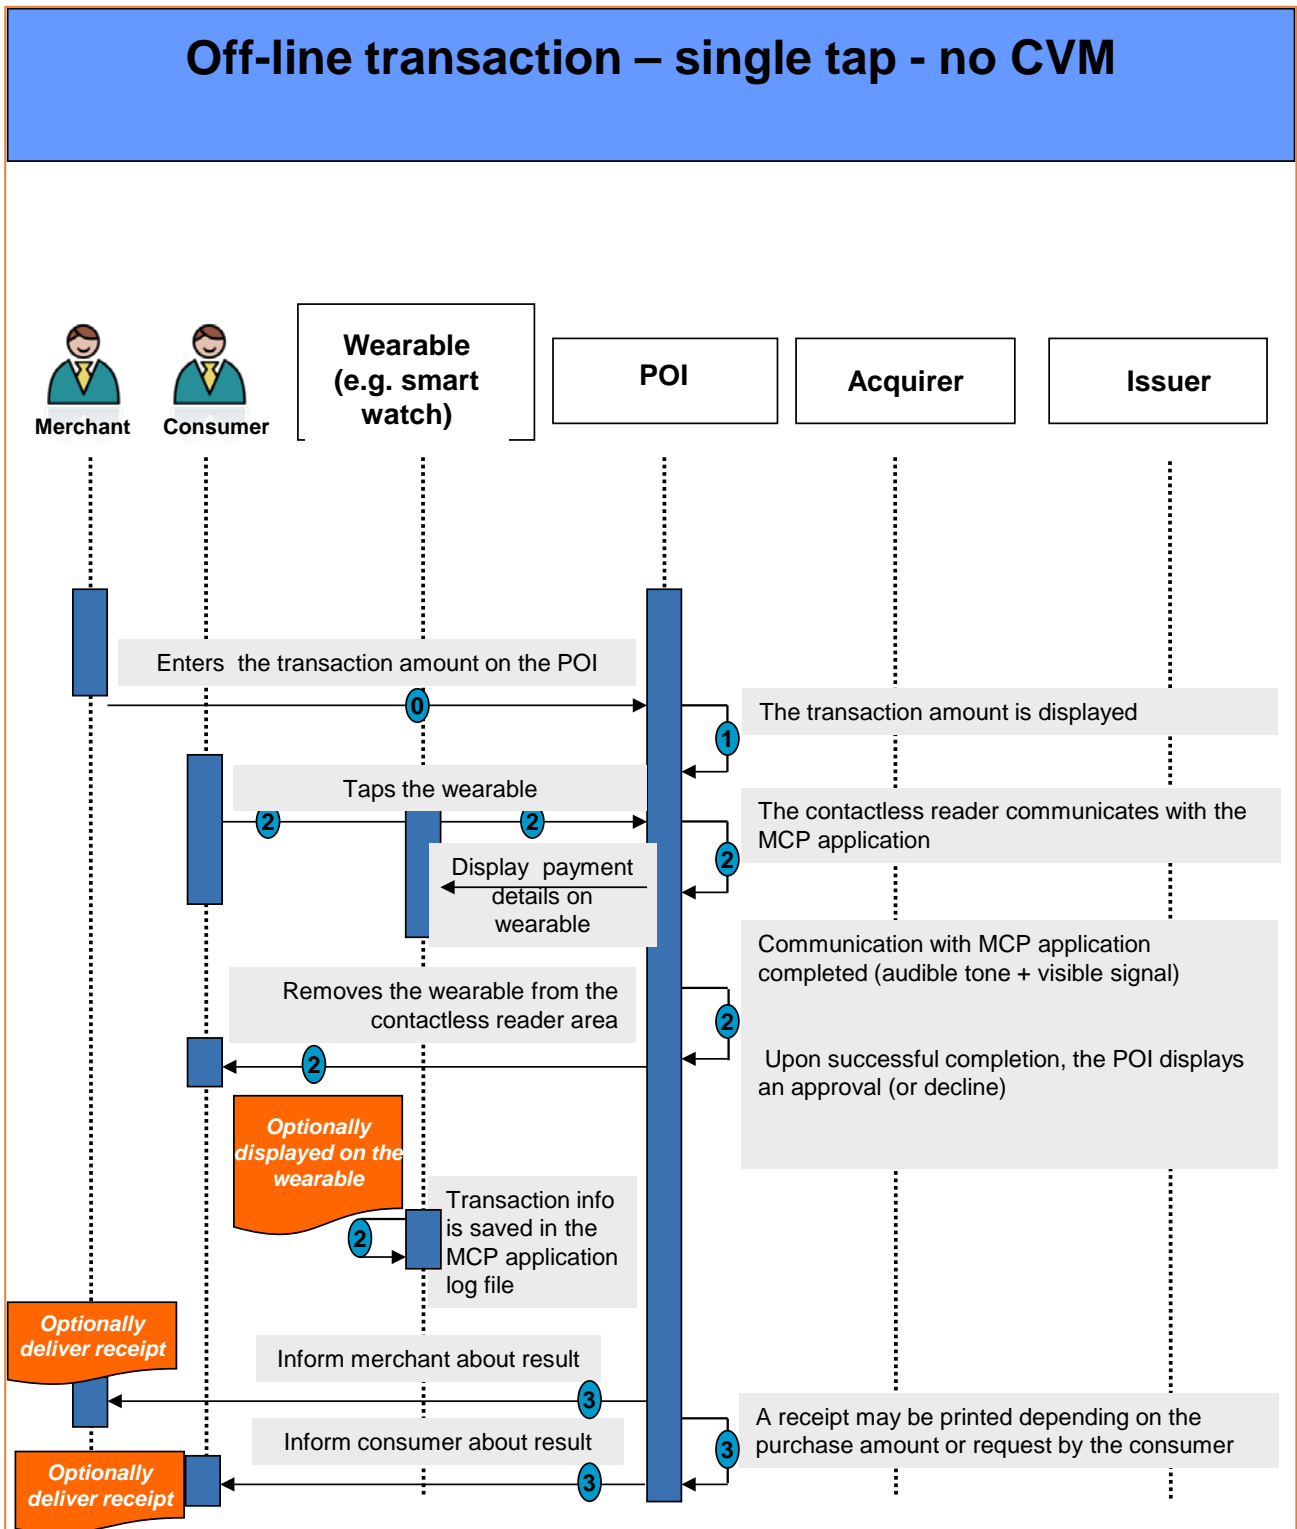 Off-line transaction – single tap - no CVM
Wearable
(e.g. smart
watch)
POI
Acquirer
Issuer
Merchant
Consumer
Enters  the transaction amount on the POI
0
The transaction amount is displayed
1
Taps the wearable
2
2
The contactless reader communicates with the
MCP application
2
Display  payment
details on
wearable
Communication with MCP application
completed (audible tone + visible signal)
Removes the wearable from the
contactless reader area
2
2
Upon successful completion, the POI displays
an approval (or decline)
Optionally
displayed on the
wearable
Transaction info
is saved in the
MCP application
log file
2
Optionally
deliver receipt
Inform merchant about result
3
A receipt may be printed depending on the
purchase amount or request by the consumer
3
Inform consumer about result
3
Optionally
deliver receipt